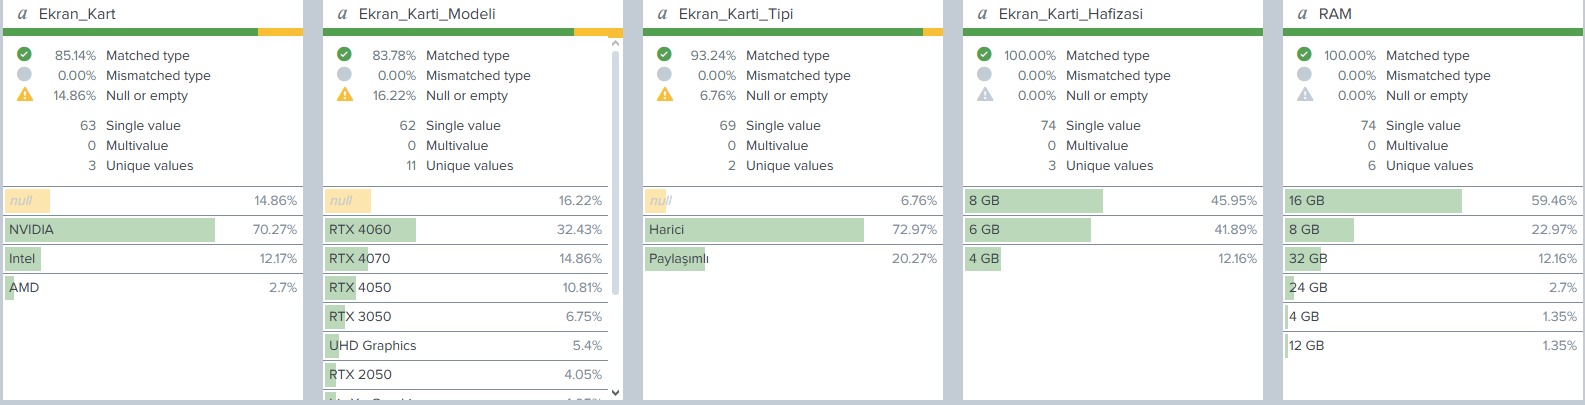 a Ekran_Kart
85.14% Matched type
0.00% Mismatched type
14.86% Null or empty
63 Single value
0 Multivalue
3 Unique values
null 14.86%
NVIDIA 70.27%
Intel 12.17%
AMD 2.7%
a Ekran_Karti_Modeli
83.78% Matched type
0.00% Mismatched type
16.22% Null or empty
62 Single value
0 Multivalue
11 Unique values
null 16.22%
RTX 4060 32.43%
RTX 4070 14.86%
RTX 4050 10.81%
RTX 3050 6.75%
UHD Graphics 5.4%
RTX 2050 4.05%
a Ekran_Karti_Tipi
93.24% Matched type
0.00% Mismatched type
6.76% Null or empty
69 Single value
0 Multivalue
2 Unique values
null 6.76%
Harici 72.97%
Paylaşımlı 20.27%
a Ekran_Karti_Hafizasi
100.00% Matched type
0.00% Mismatched type
0.00% Null or empty
74 Single value
0 Multivalue
3 Unique values
8 GB 45.95%
6 GB 41.89%
4 GB 12.16%
a RAM
100.00% Matched type
0.00% Mismatched type
0.00% Null or empty
74 Single value
0 Multivalue
6 Unique values
16 GB 59.46%
8 GB 22.97%
32 GB 12.16%
24 GB 2.7%
4 GB 1.35%
12 GB 1.35%